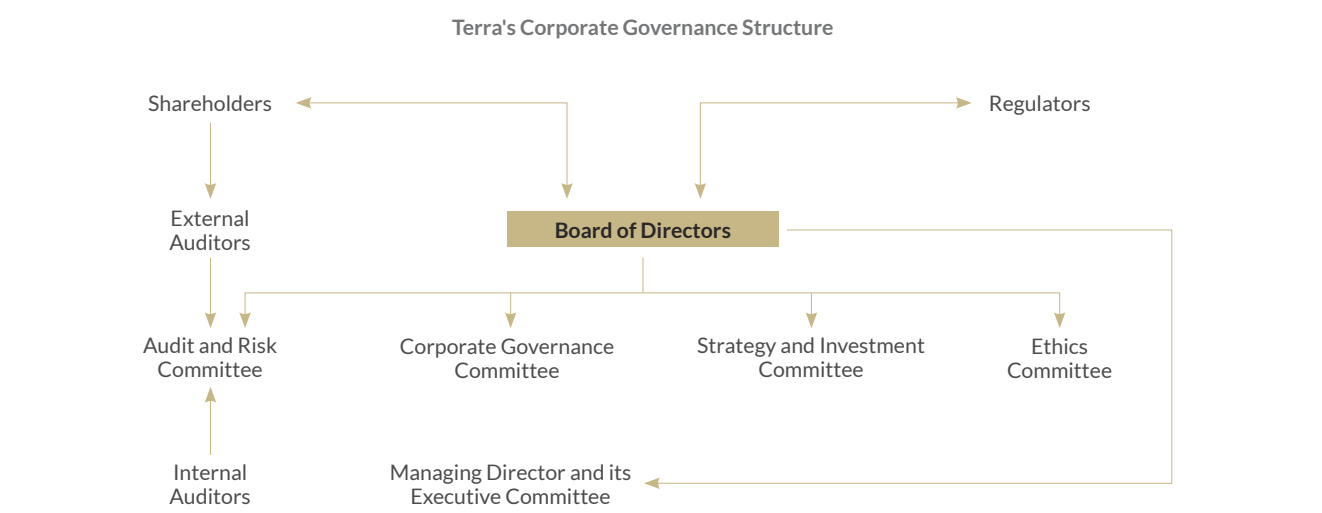 Terra's Corporate Governance Structure
Shareholders
Regulators
External
Auditors
Board of Directors
Audit and Risk
Committee
Corporate Governance
Committee
Strategy and Investment
Committee
Ethics
Committee
Internal
Auditors
Managing Director and its
Executive Committee